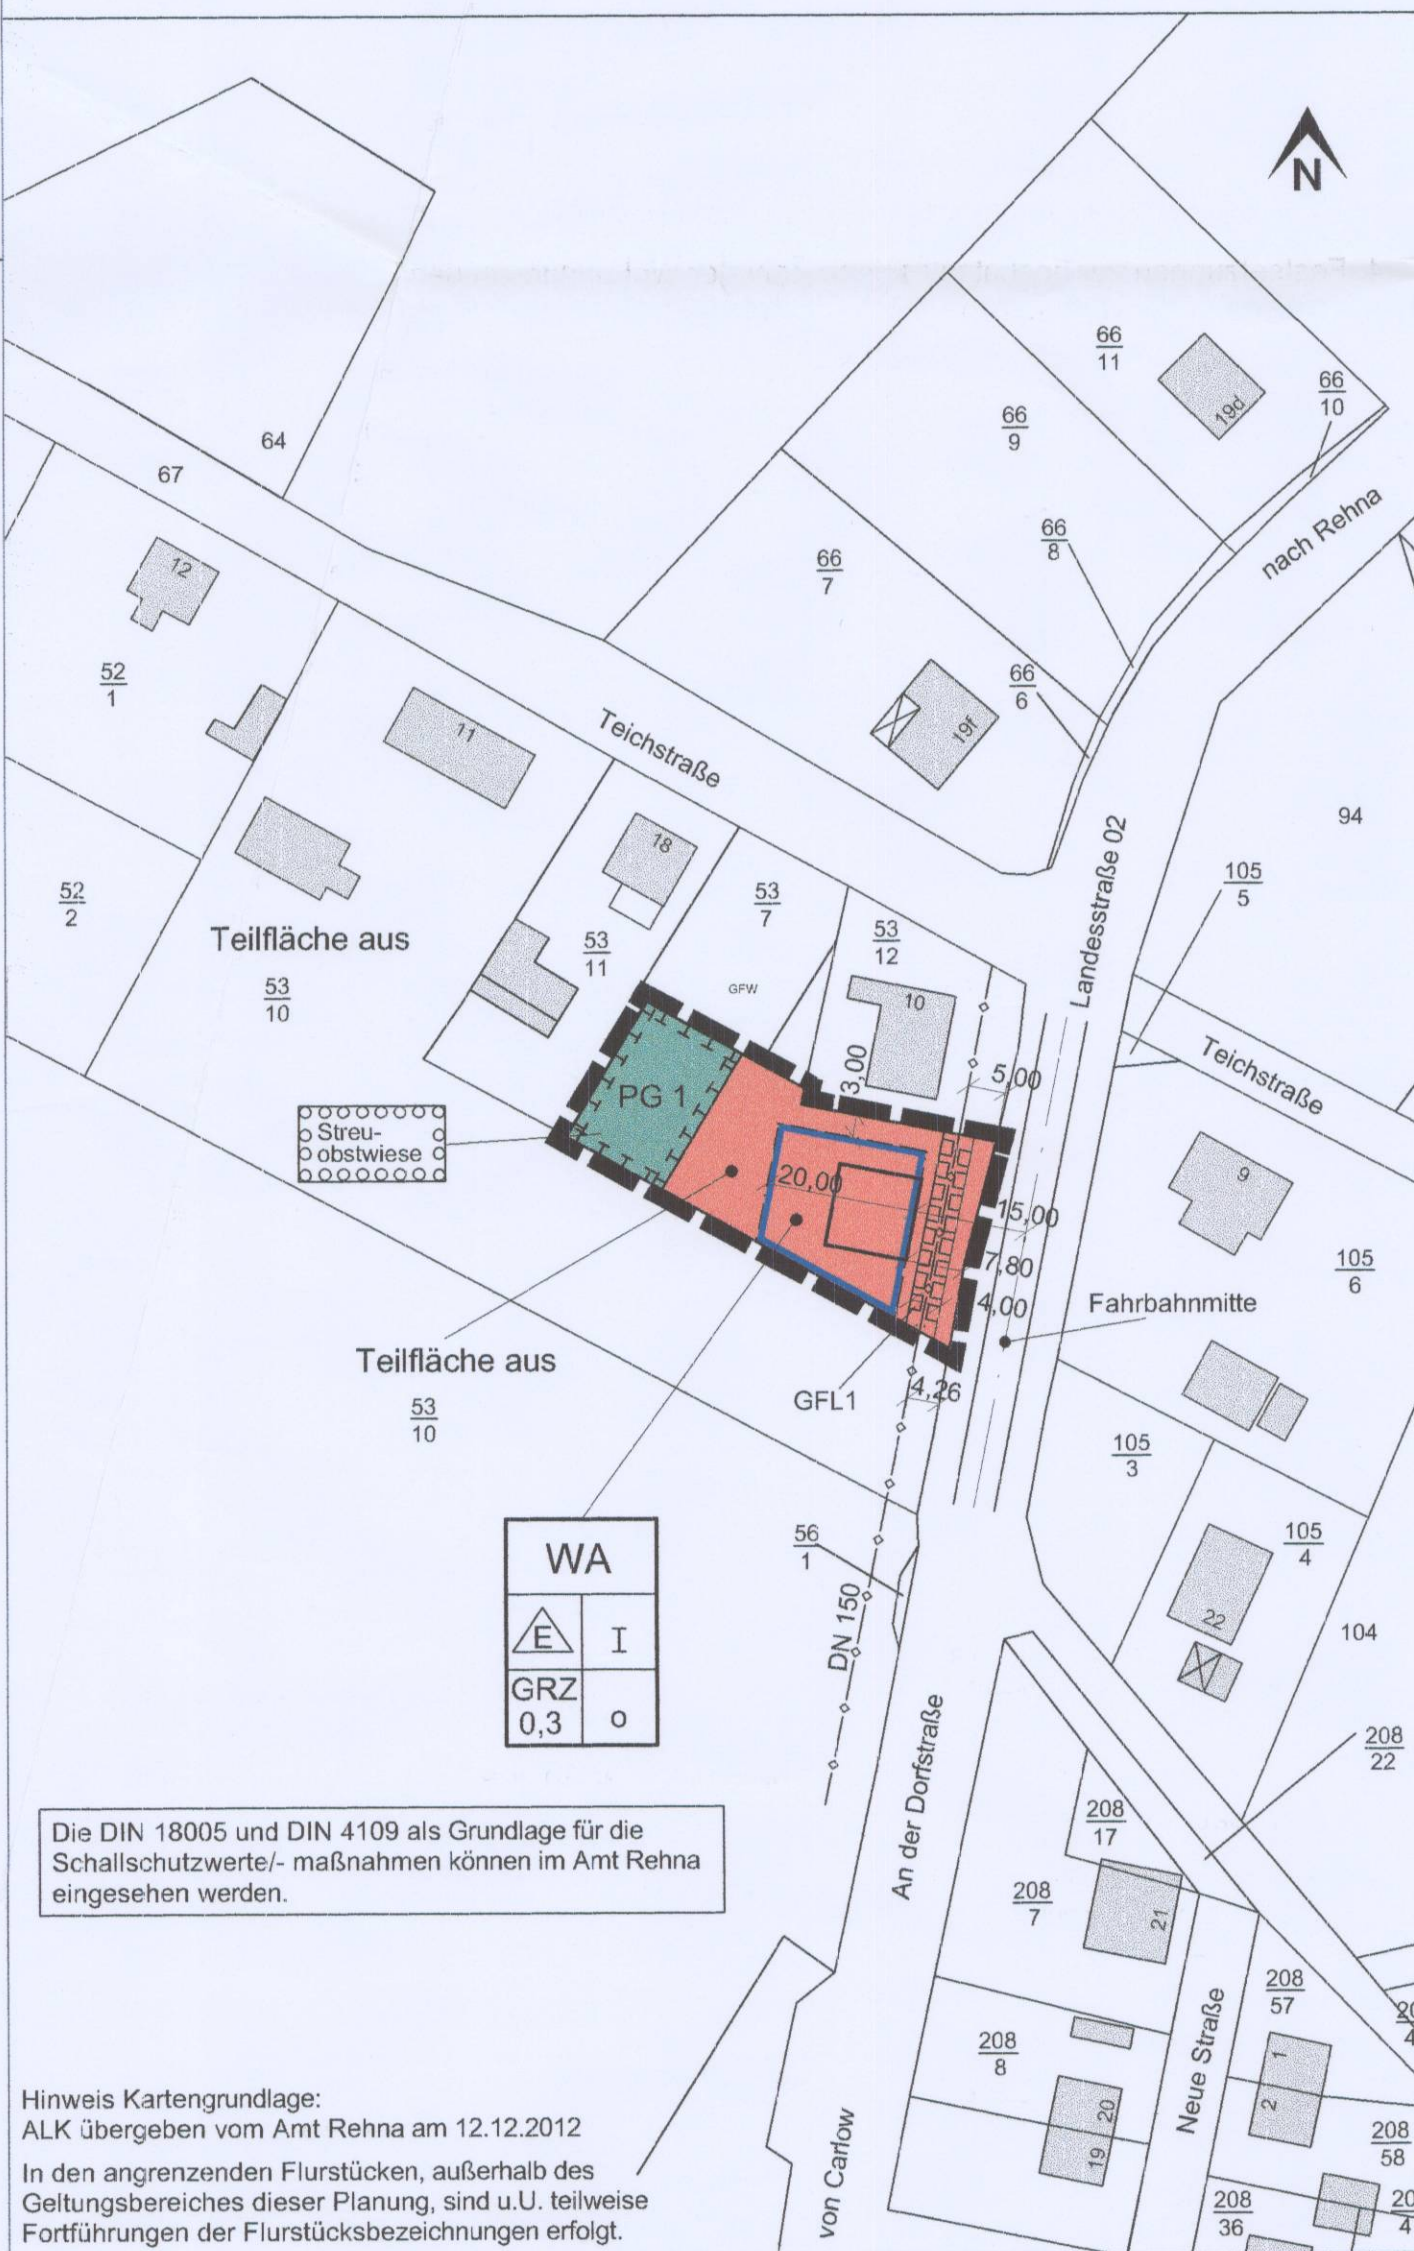 N
66
11
19d
66
10
66
9
64
67
nach Rehna
66
8
66
7
12
52
1
66
6
19f
11
Teichstraße
94
18
Landesstraße 02
105
5
52
2
53
7
Teilfläche aus
53
10
53
11
53
12
GFW
10
3,00
5,00
Teichstraße
PG 1
Streu-
obstwiese
9
20,00
15,00
7,80
4,00
105
6
Fahrbahnmitte
Teilfläche aus
53
10
GFL1
4,26
105
3
WA
E
I
GRZ
0,3
o
56
1
DN 150
105
4
22
104
An der Dorfstraße
208
22
208
17
Die DIN 18005 und DIN 4109 als Grundlage für die
Schallschutzwerte/- maßnahmen können im Amt Rehna
eingesehen werden.
208
7
21
208
57
Neue Straße
208
8
1
2
20
19
208
58
208
36
von Carlow
Hinweis Kartengrundlage:
ALK übergeben vom Amt Rehna am 12.12.2012
In den angrenzenden Flurstücken, außerhalb des
Geltungsbereiches dieser Planung, sind u.U. teilweise
Fortführungen der Flurstücksbezeichnungen erfolgt.